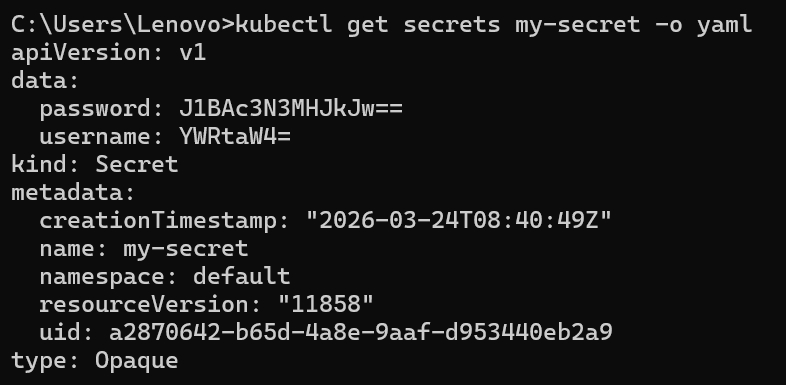 C:\Users\Lenovo>kubectl get secrets my-secret -o yaml
apiVersion: v1
data:
  password: J1BAc3N3MHJkJw==
  username: YWRtaW4=
kind: Secret
metadata:
  creationTimestamp: "2026-03-24T08:40:49Z"
  name: my-secret
  namespace: default
  resourceVersion: "11858"
  uid: a2870642-b65d-4a8e-9aaf-d953440eb2a9
type: Opaque